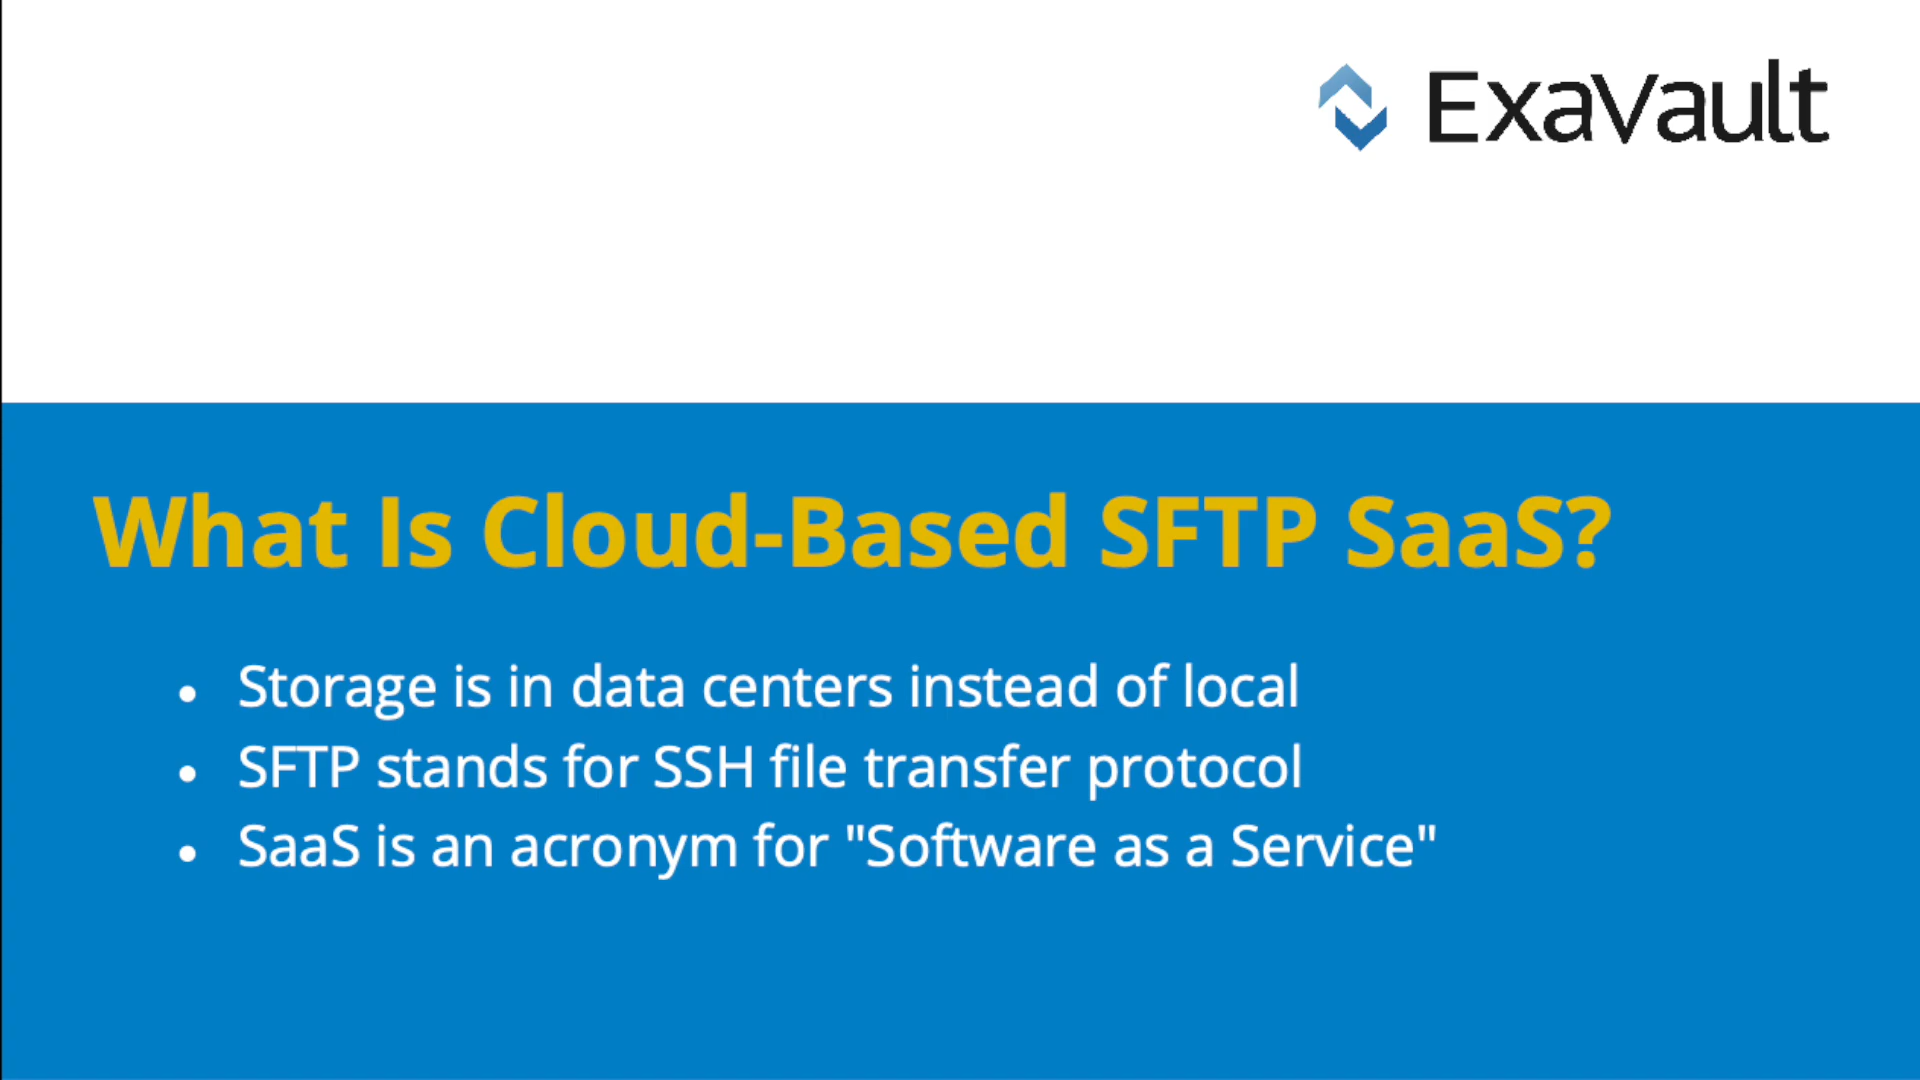 ExaVault
What Is Cloud-Based SFTP SaaS?
• Storage is in data centers instead of local
• SFTP stands for SSH file transfer protocol
• SaaS is an acronym for "Software as a Service"